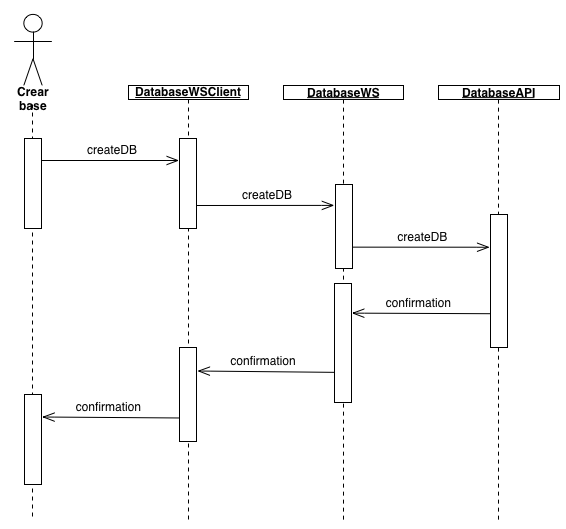 Crear
base
DatabaseWSClient
DatabaseWS
DatabaseAPI
createDB
createDB
createDB
confirmation
confirmation
confirmation